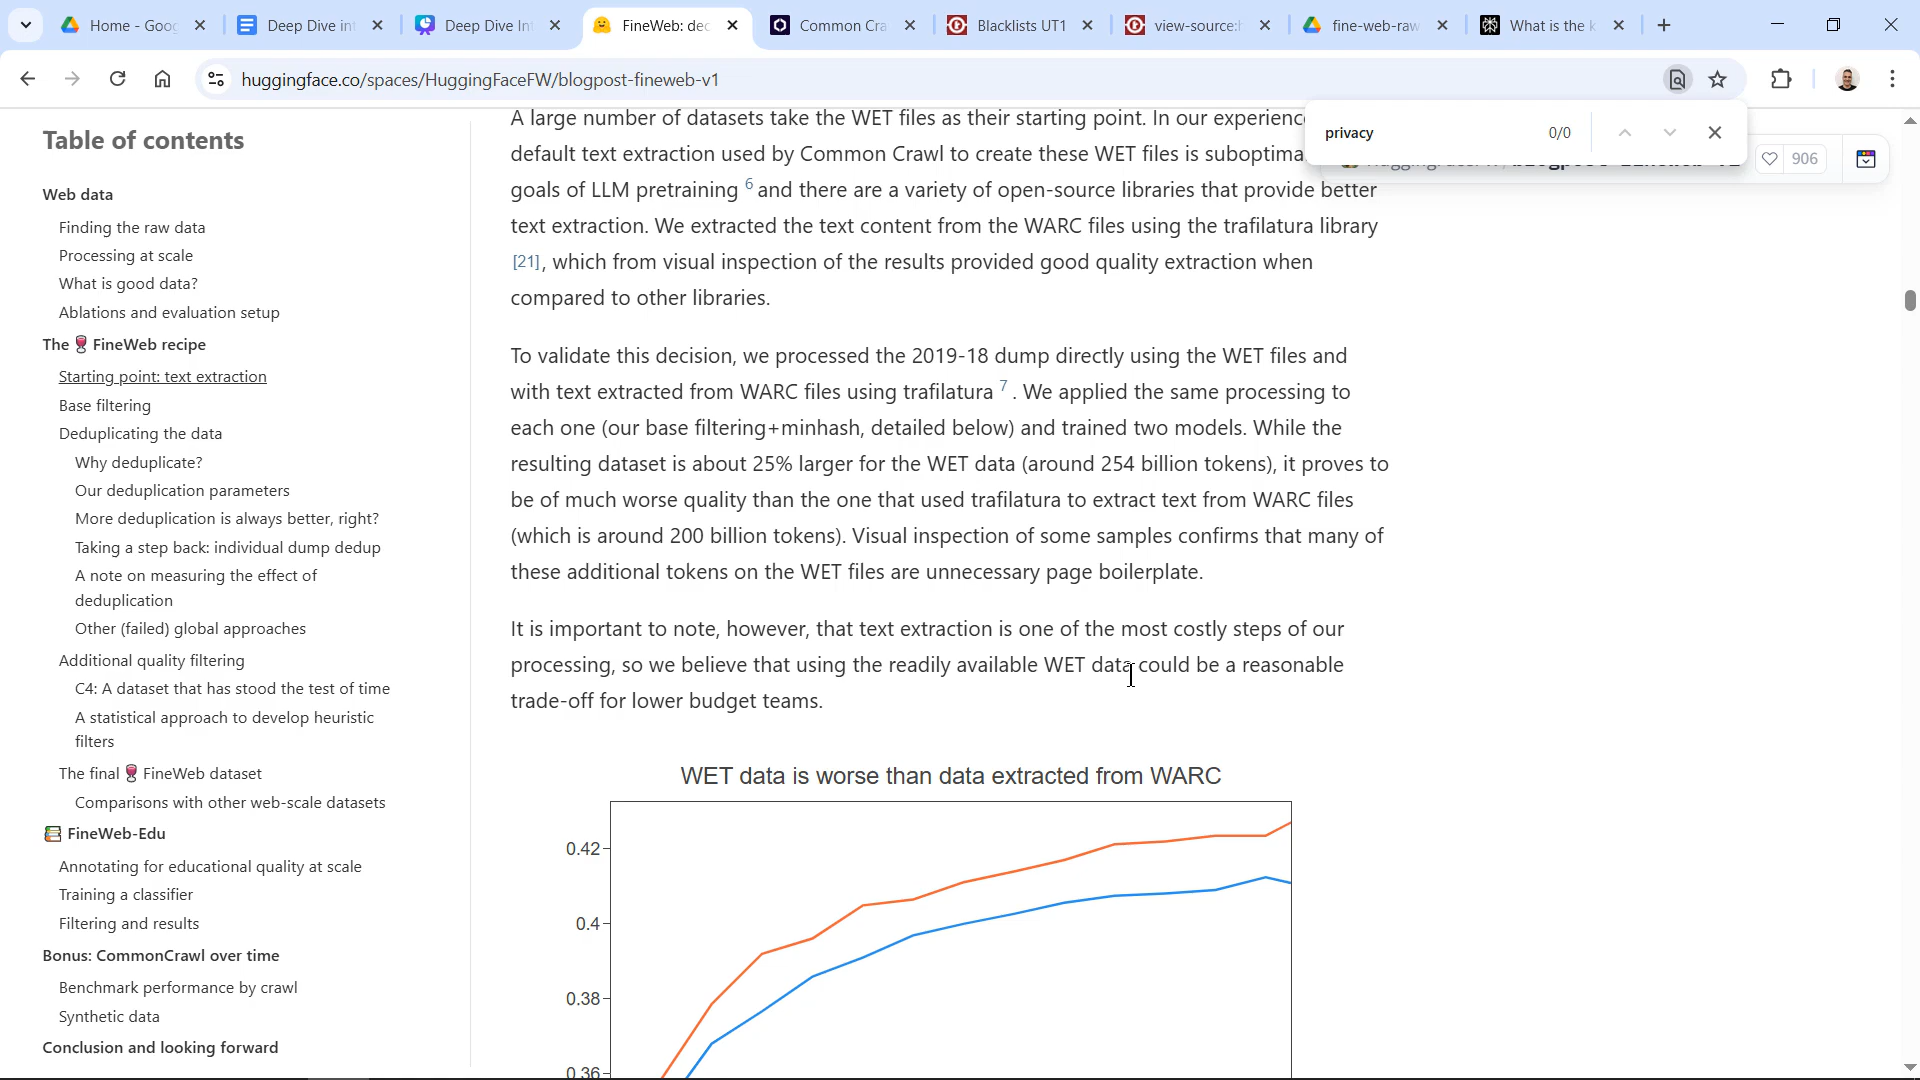 Home - Goog
Deep Dive int
Deep Dive Int
FineWeb: dec
Common Cra
Blacklists UT1
view-source:h
fine-web-raw
What is the k
huggingface.co/spaces/HuggingFaceFW/blogpost-fineweb-v1
privacy
0/0
906
Table of contents
Web data
Finding the raw data
Processing at scale
What is good data?
Ablations and evaluation setup
The 🍷 FineWeb recipe
Starting point: text extraction
Base filtering
Deduplicating the data
Why deduplicate?
Our deduplication parameters
More deduplication is always better, right?
Taking a step back: individual dump dedup
A note on measuring the effect of
deduplication
Other (failed) global approaches
Additional quality filtering
C4: A dataset that has stood the test of time
A statistical approach to develop heuristic
filters
The final 🍷 FineWeb dataset
Comparisons with other web-scale datasets
📚 FineWeb-Edu
Annotating for educational quality at scale
Training a classifier
Filtering and results
Bonus: CommonCrawl over time
Benchmark performance by crawl
Synthetic data
Conclusion and looking forward
A large number of datasets take the WET files as their starting point. In our experienc
default text extraction used by Common Crawl to create these WET files is suboptima
goals of LLM pretraining 6 and there are a variety of open-source libraries that provide better
text extraction. We extracted the text content from the WARC files using the trafilatura library
[21], which from visual inspection of the results provided good quality extraction when
compared to other libraries.
To validate this decision, we processed the 2019-18 dump directly using the WET files and
with text extracted from WARC files using trafilatura 7 . We applied the same processing to
each one (our base filtering+minhash, detailed below) and trained two models. While the
resulting dataset is about 25% larger for the WET data (around 254 billion tokens), it proves to
be of much worse quality than the one that used trafilatura to extract text from WARC files
(which is around 200 billion tokens). Visual inspection of some samples confirms that many of
these additional tokens on the WET files are unnecessary page boilerplate.
It is important to note, however, that text extraction is one of the most costly steps of our
processing, so we believe that using the readily available WET data could be a reasonable
trade-off for lower budget teams.
WET data is worse than data extracted from WARC
0.42
0.4
0.38
0.36